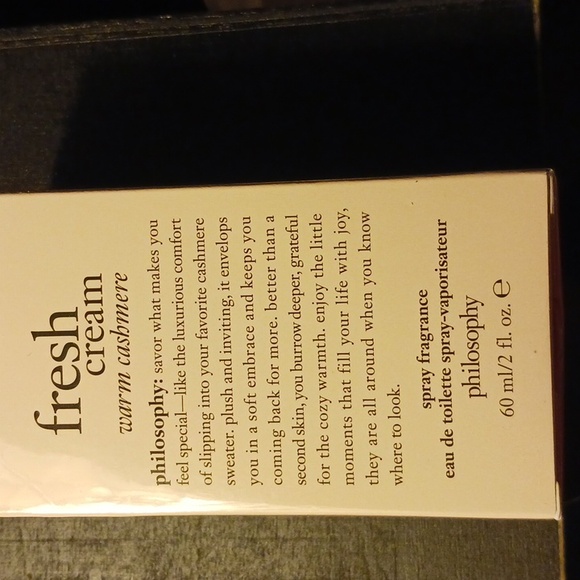 fresh
cream
warm cashmere
philosophy: savor what makes you
feel special—like the luxurious comfort
of slipping into your favorite cashmere
sweater. plush and inviting, it envelops
you in a soft embrace and keeps you
coming back for more. better than a
second skin, you burrow deeper, grateful
for the cozy warmth. enjoy the little
moments that fill your life with joy,
they are all around when you know
where to look.
spray fragrance
eau de toilette spray-vaporisateur
philosophy
60 ml/2 fl. oz. ℮